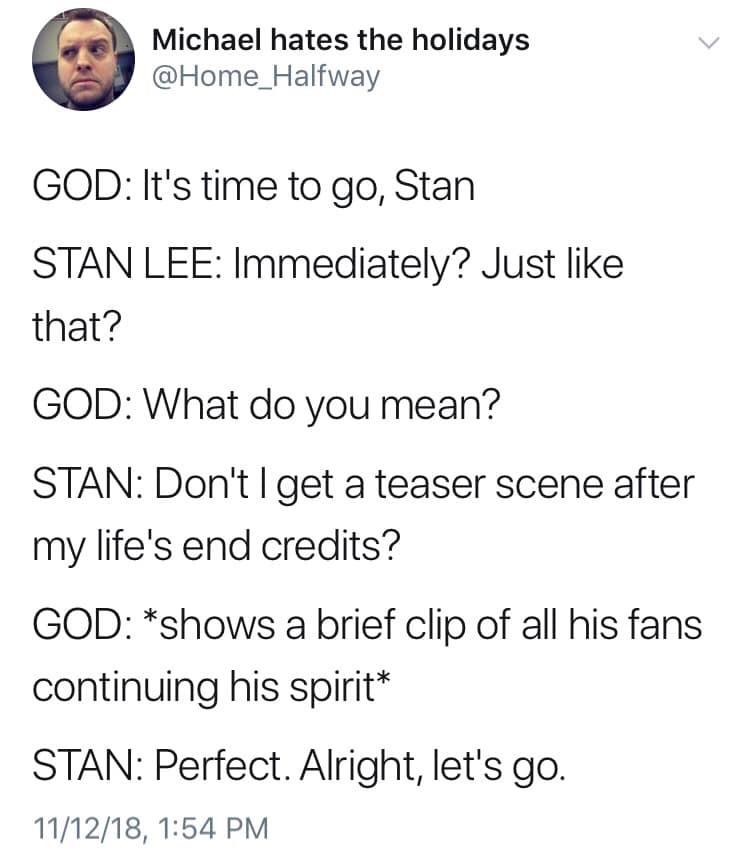 Michael hates the holidays
@Home_Halfway
GOD: It's time to go, Stan
STAN LEE: Immediately? Just like
that?
GOD: What do you mean?
STAN: Don't I get a teaser scene after
my life's end credits?
GOD: *shows a brief clip of all his fans
continuing his spirit*
STAN: Perfect. Alright, let's go.
11/12/18, 1:54 PM